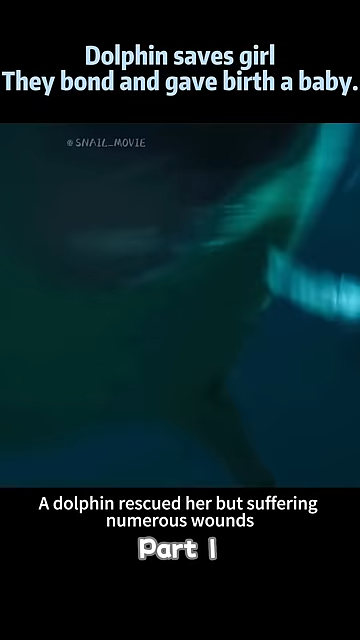 Dolphin saves girl
They bond and gave birth a baby.
@SNAIL_MOVIE
A dolphin rescued her but suffering
numerous wounds
Part 1